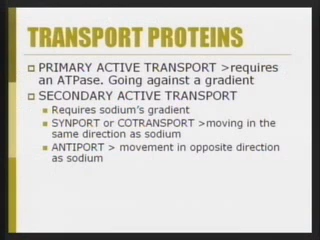 TRANSPORT PROTEINS
PRIMARY ACTIVE TRANSPORT >requires
an ATPase. Going against a gradient
SECONDARY ACTIVE TRANSPORT
Requires sodium's gradient
SYNPORT or COTRANSPORT >moving in the
same direction as sodium
ANTIPORT > movement in opposite direction
as sodium